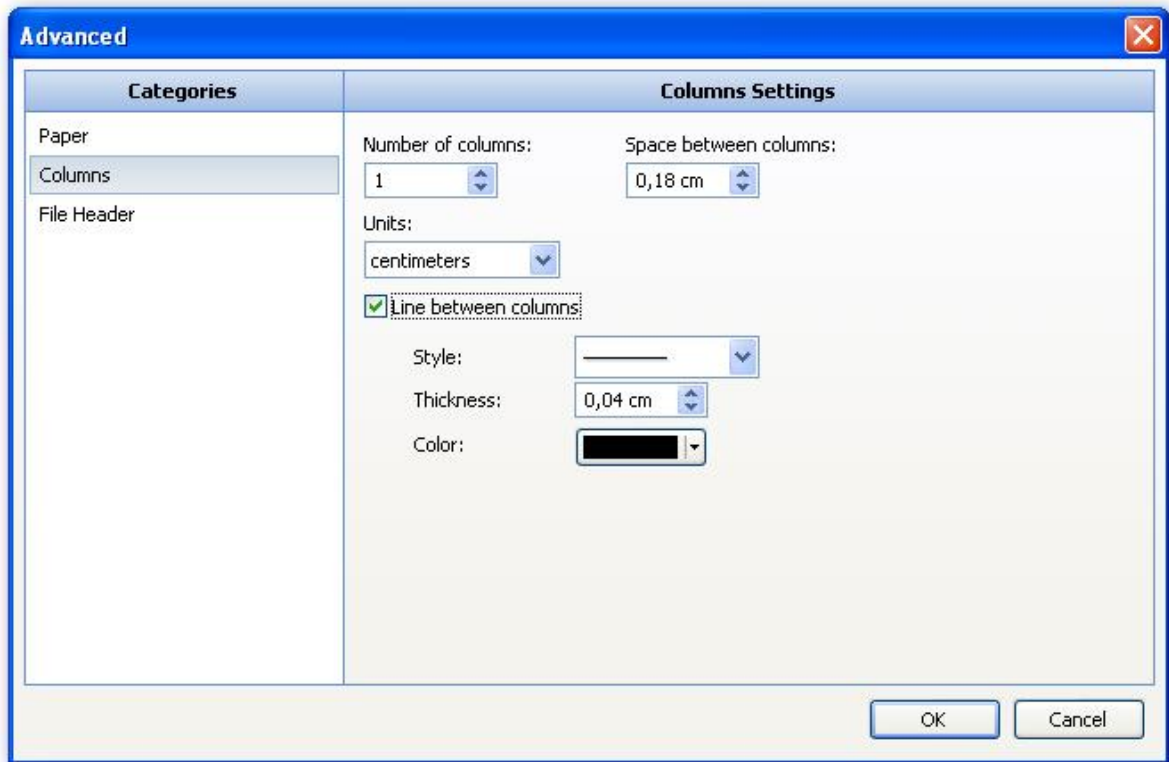 Advanced
Categories
Columns Settings
Paper
Columns
File Header
Number of columns:
Space between columns:
1
0,18 cm
Units:
centimeters
Line between columns
Style:
Thickness:
0,04 cm
Color:
OK
Cancel